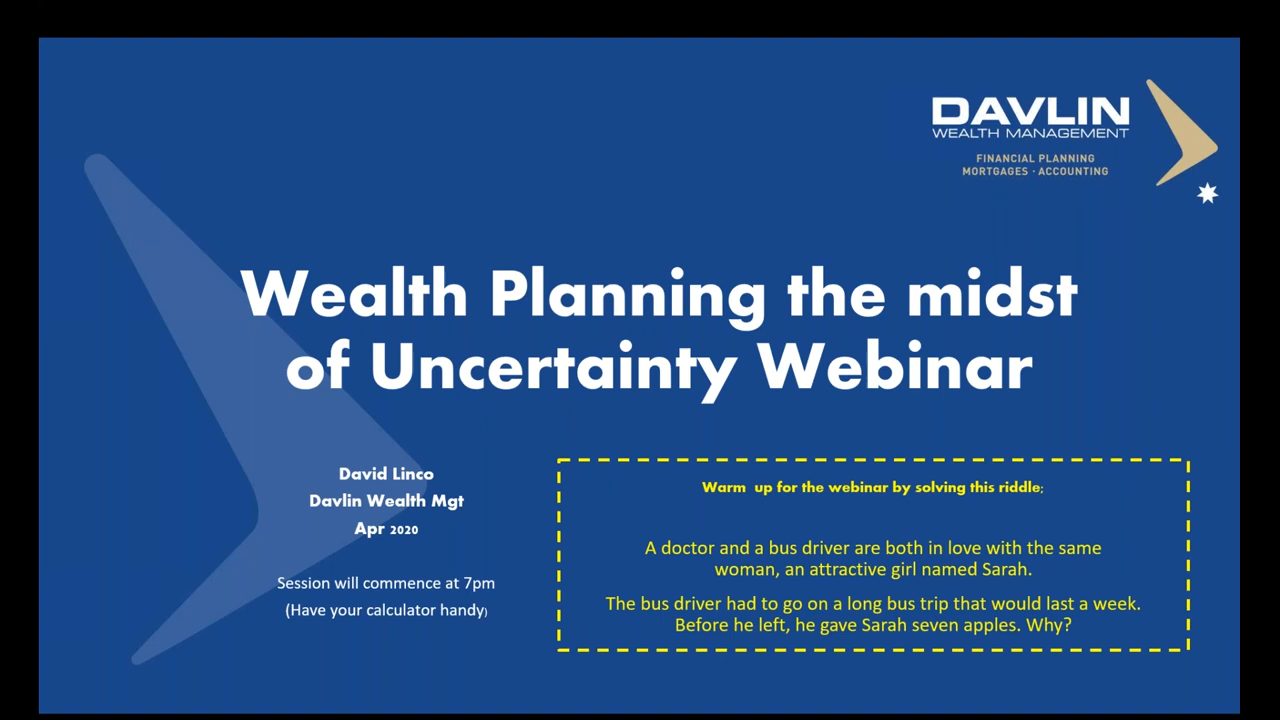 DAVLIN
WEALTH MANAGEMENT
FINANCIAL PLANNING
MORTGAGES · ACCOUNTING
Wealth Planning the midst
of Uncertainty Webinar
David Linco
Davlin Wealth Mgt
Apr 2020
Session will commence at 7pm
(Have your calculator handy)
Warm  up for the webinar by solving this riddle;
A doctor and a bus driver are both in love with the same
woman, an attractive girl named Sarah.
The bus driver had to go on a long bus trip that would last a week.
Before he left, he gave Sarah seven apples. Why?